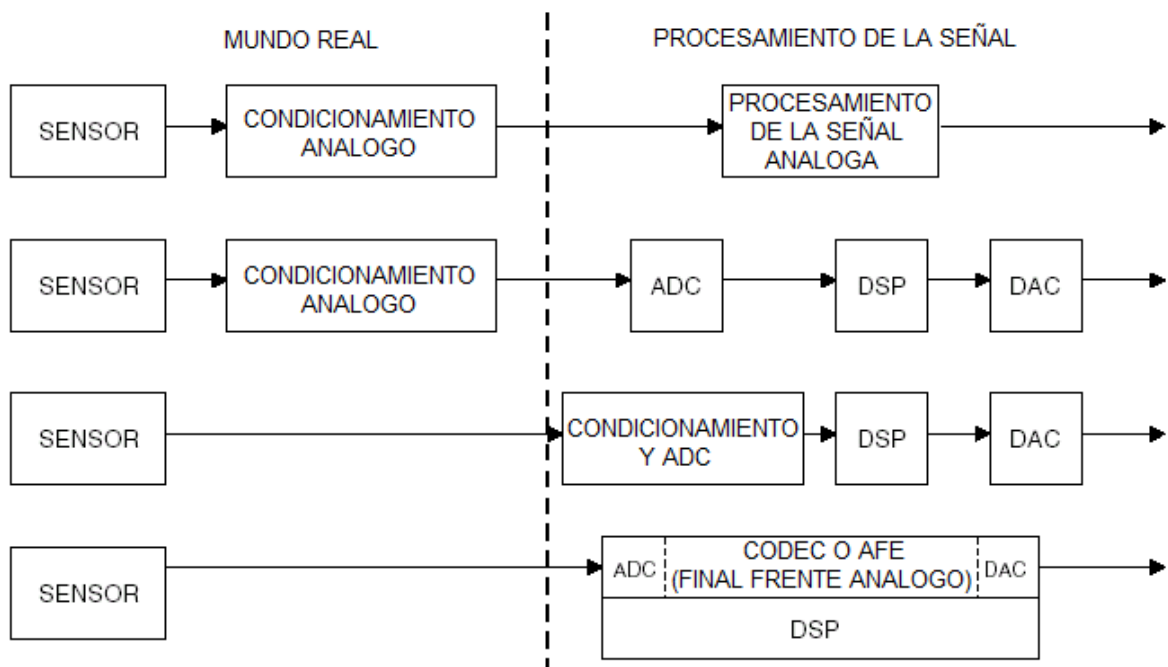 MUNDO REAL
PROCESAMIENTO DE LA SEÑAL
SENSOR
CONDICIONAMIENTO
ANALOGO
PROCESAMIENTO
DE LA SEÑAL
ANALOGA
SENSOR
CONDICIONAMIENTO
ANALOGO
ADC
DSP
DAC
SENSOR
CONDICIONAMIENTO
Y ADC
DSP
DAC
SENSOR
ADC
CODEC O AFE
(FINAL FRENTE ANALOGO)
DAC
DSP